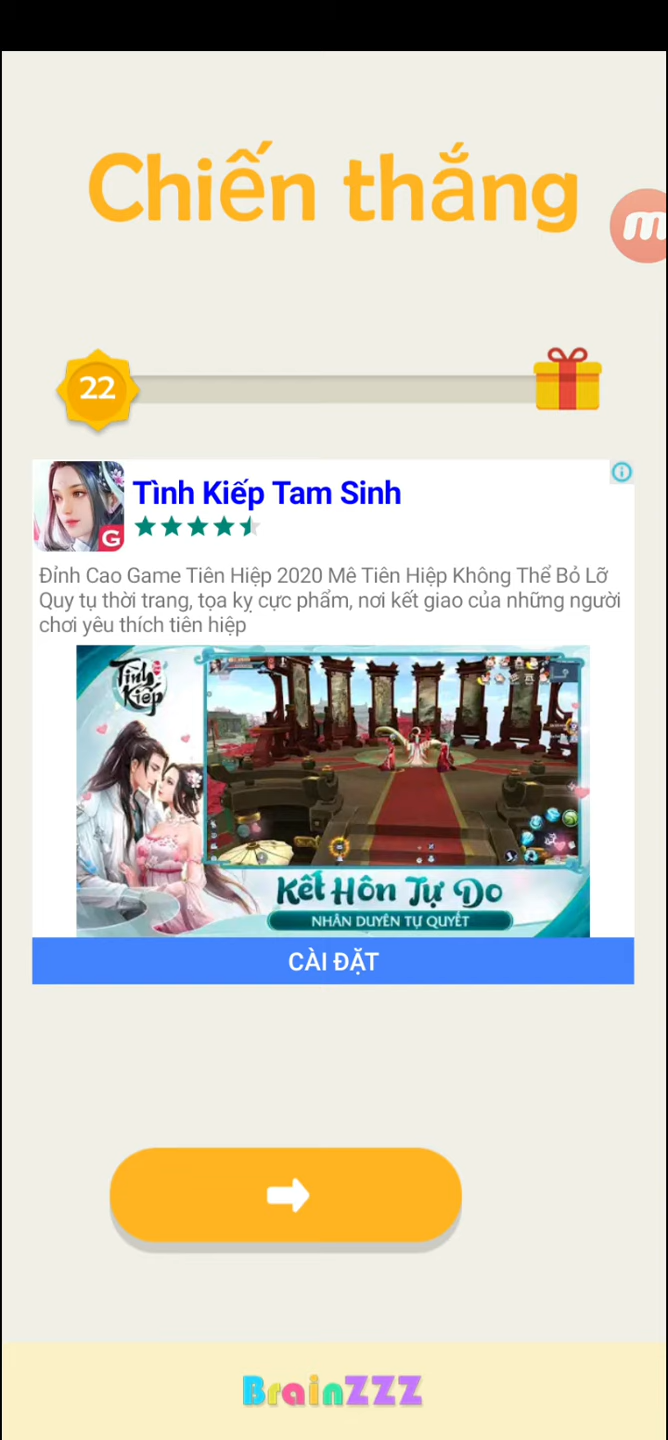 Chiến thắng
m
22
Tình Kiếp Tam Sinh
G
Đỉnh Cao Game Tiên Hiệp 2020 Mê Tiên Hiệp Không Thể Bỏ Lỡ
Quy tụ thời trang, tọa kỵ cực phẩm, nơi kết giao của những người
chơi yêu thích tiên hiệp
Tình
Kiếp
Kết Hôn Tự Do
NHÂN DUYÊN TỰ QUYẾT
CÀI ĐẶT
BrainZZZ